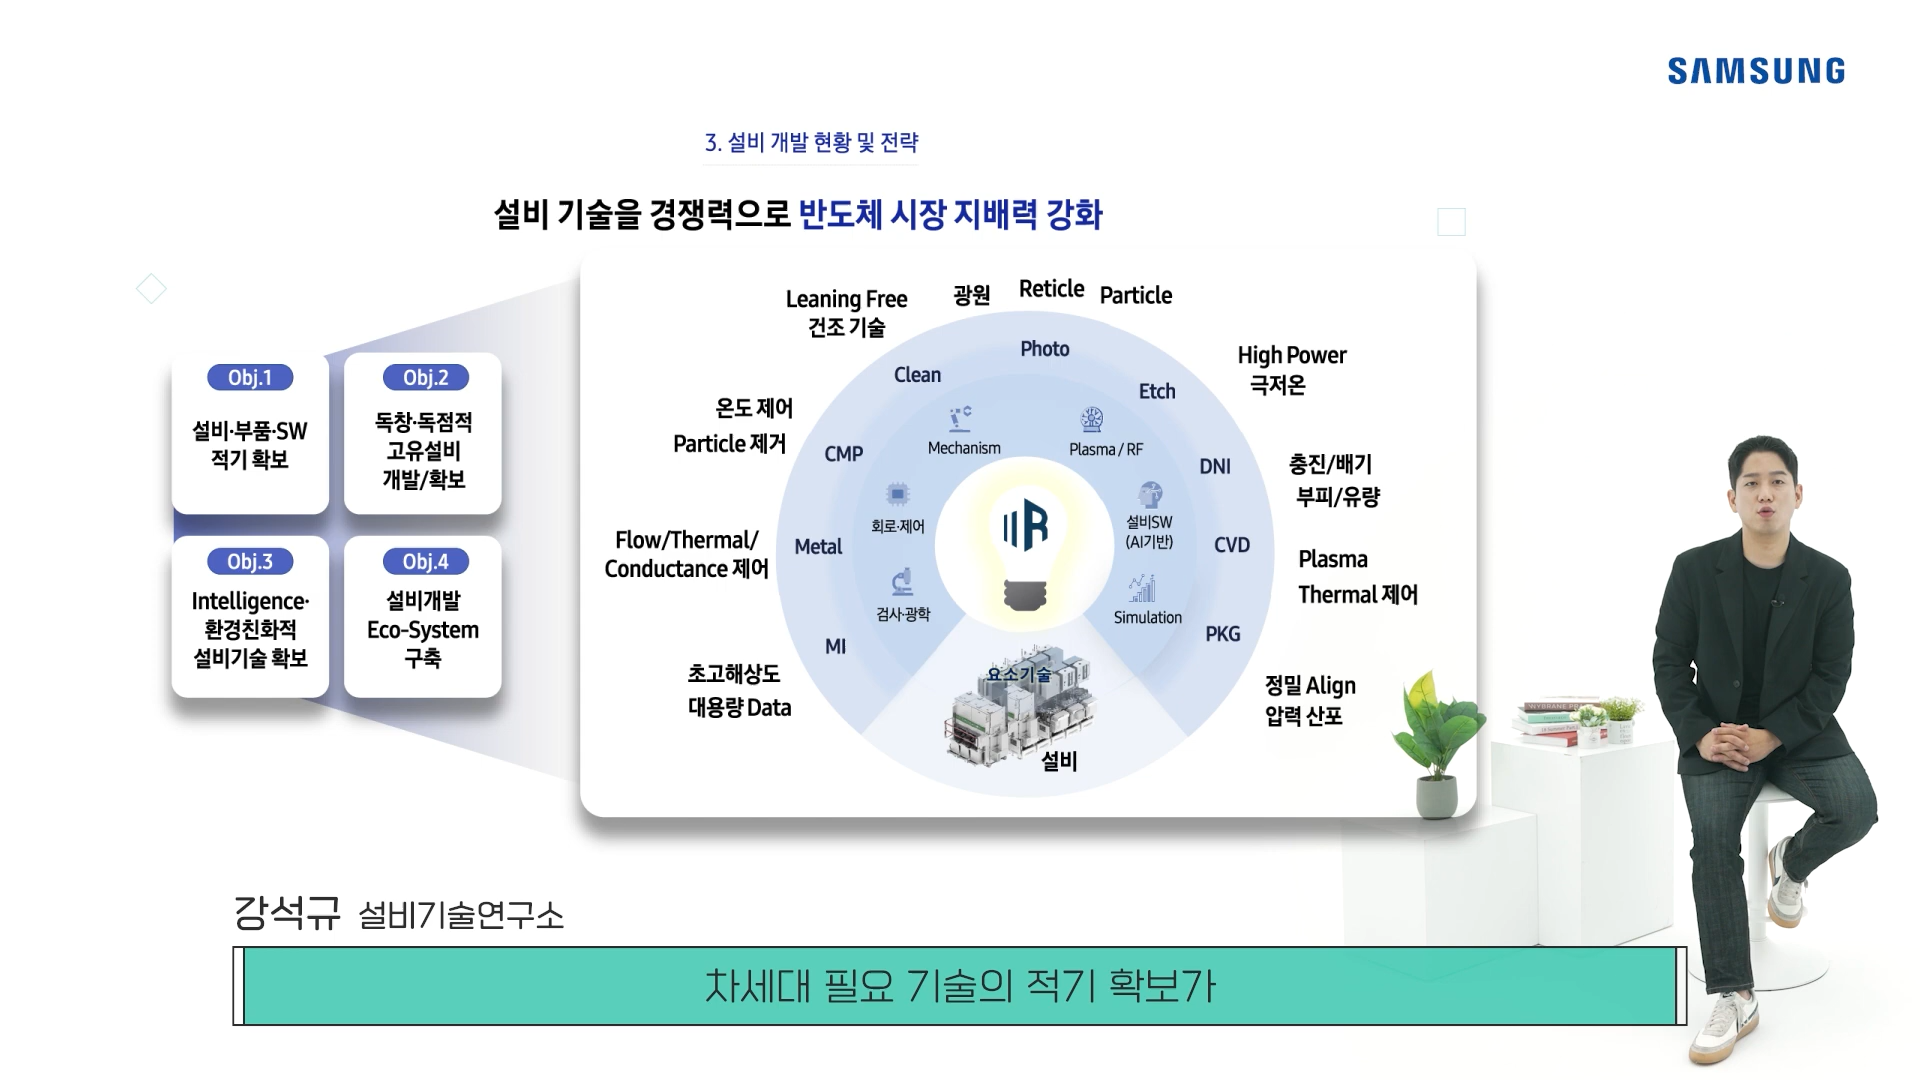 SAMSUNG
3. 설비 개발 현황 및 전략
설비 기술을 경쟁력으로 반도체 시장 지배력 강화
Obj.1
설비·부품·SW
적기 확보
Obj.2
독창·독점적
고유설비
개발/확보
Obj.3
Intelligence·
환경친화적
설비기술 확보
Obj.4
설비개발
Eco-System
구축
Leaning Free
건조 기술
광원
Reticle
Particle
High Power
극저온
온도 제어
Particle 제거
충진/배기
부피/유량
Flow/Thermal/
Conductance 제어
Plasma
Thermal 제어
초고해상도
대용량 Data
정밀 Align
압력 산포
Photo
Clean
Etch
CMP
DNI
Metal
CVD
MI
PKG
Mechanism
Plasma / RF
회로·제어
설비SW
(AI기반)
검사·광학
Simulation
요소기술
설비
강석규 설비기술연구소
차세대 필요 기술의 적기 확보가